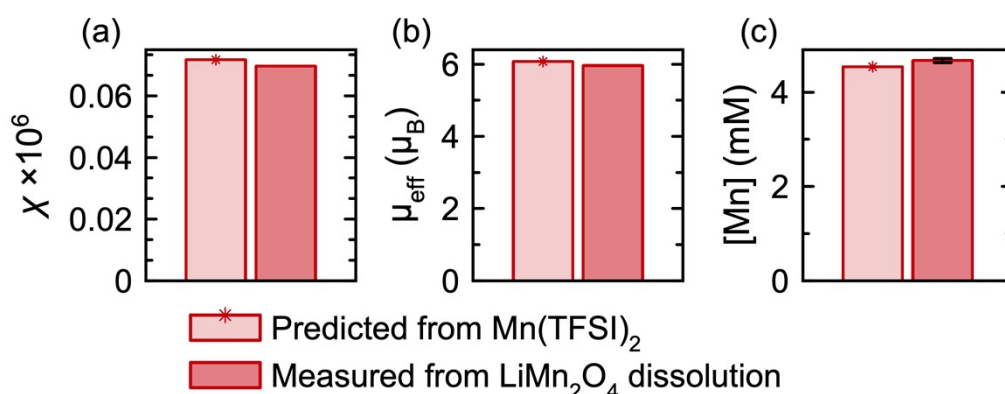 (a)
χ ×10⁶
0.06
0.04
0.02
0
(b)
μeff (μB)
6
4
2
0
(c)
[Mn] (mM)
4
2
0
Predicted from Mn(TFSI)₂
Measured from LiMn₂O₄ dissolution